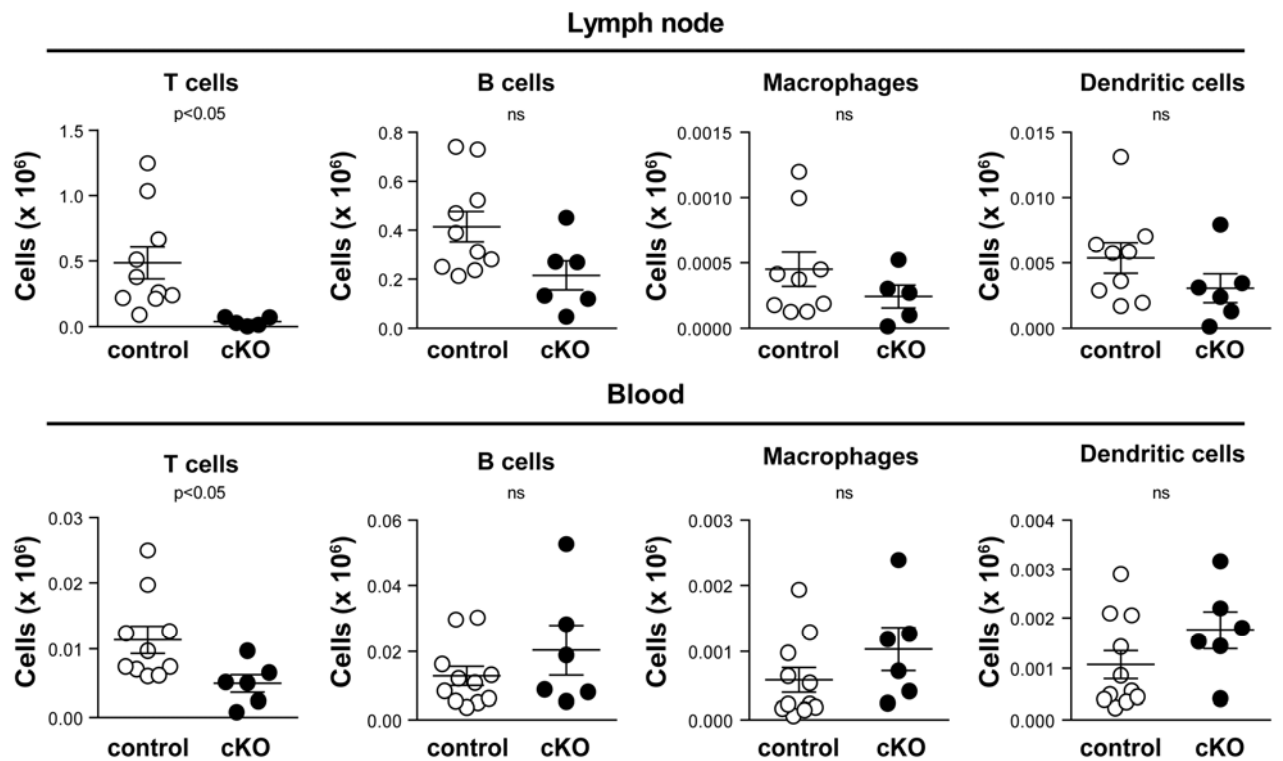 Lymph node
T cells B cells Macrophages Dendritic cells
p<0.05 ns ns ns
Cells (x 10⁶) Cells (x 10⁶) Cells (x 10⁶) Cells (x 10⁶)
1.5 0.8 0.0015 0.015
1.0 0.6 0.0010 0.010
0.5 0.4 0.0005 0.005
0.0 0.2 0.0000 0.000
0.0
control cKO control cKO control cKO control cKO
Blood
T cells B cells Macrophages Dendritic cells
p<0.05 ns ns ns
Cells (x 10⁶) Cells (x 10⁶) Cells (x 10⁶) Cells (x 10⁶)
0.03 0.06 0.003 0.004
0.02 0.04 0.002 0.003
0.01 0.02 0.001 0.002
0.00 0.00 0.000 0.001
0.000
control cKO control cKO control cKO control cKO